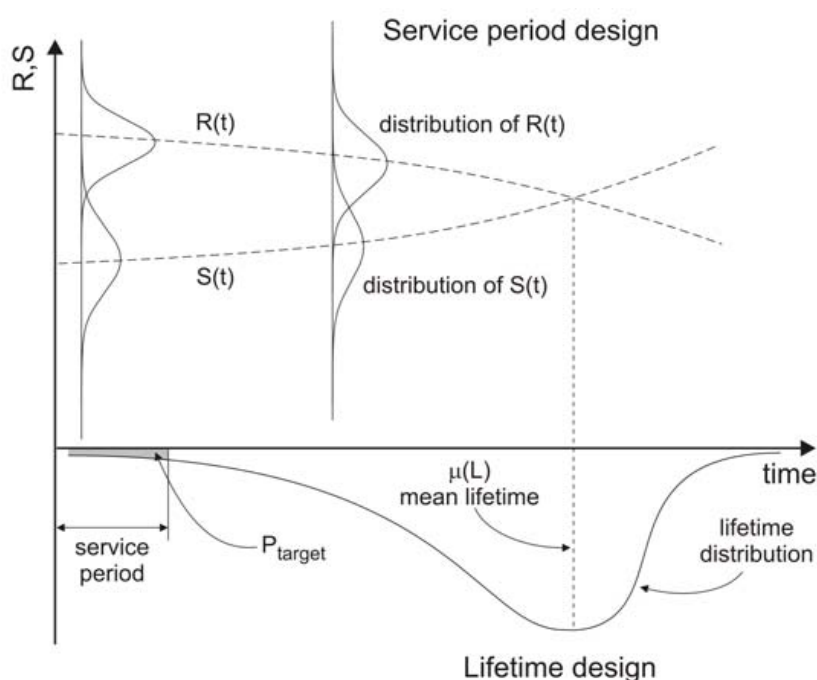 Service period design
R,S
R(t)
distribution of R(t)
S(t)
distribution of S(t)
time
μ(L)
mean lifetime
service
period
P_target
lifetime
distribution
Lifetime design